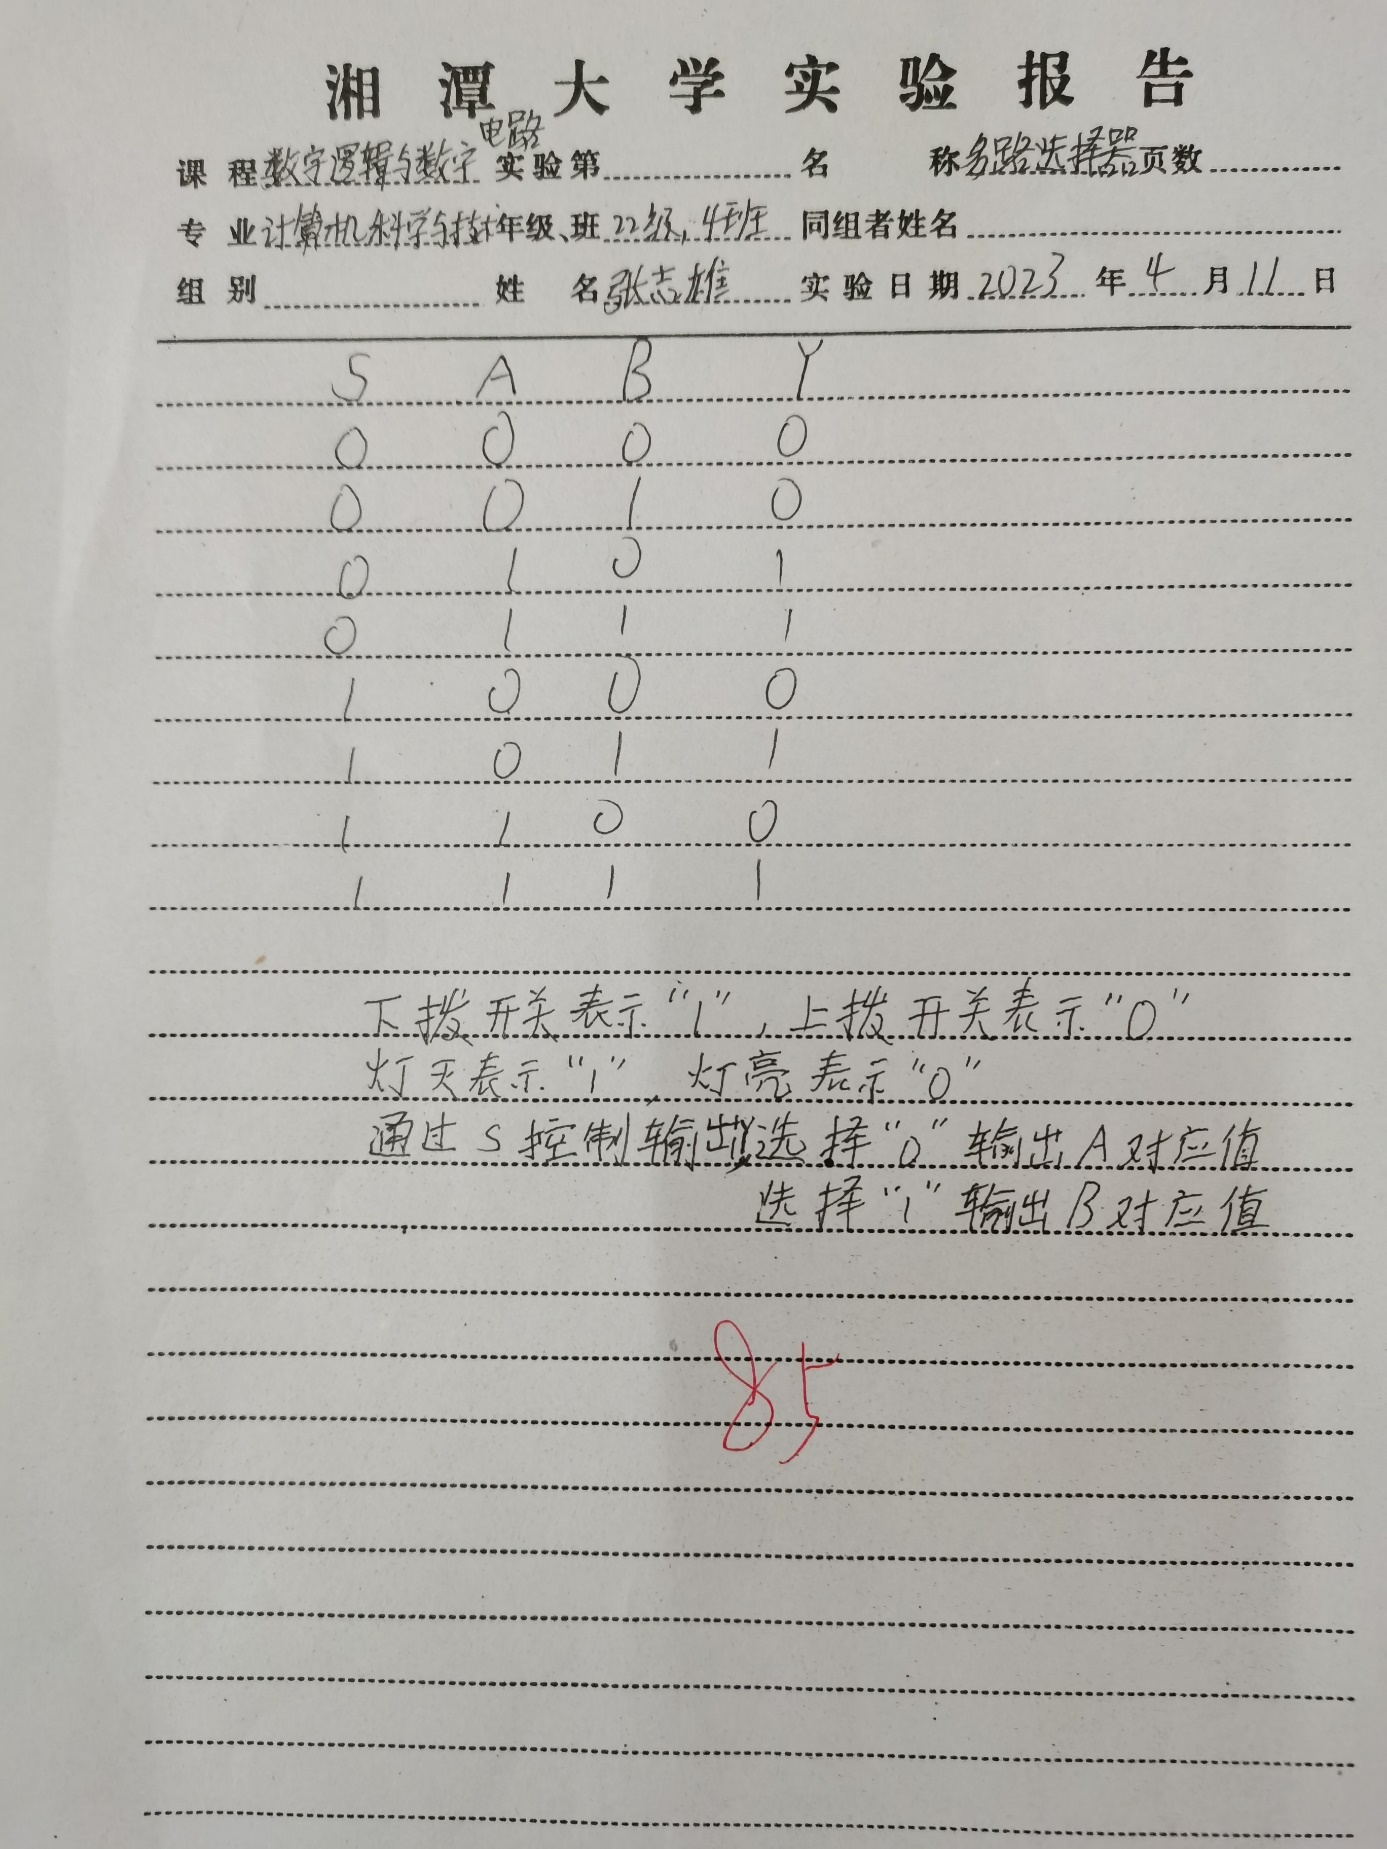 湘潭大学实验报告
课程 数字逻辑与数字电路 实验第 名称 多路选择器 页数
专业 计算机科学与技术 年级、班 22级,4班 同组者姓名
组别 姓名 张志雄 实验日期 2023 年 4 月 11 日
S A B Y
0 0 0 0
0 0 1 0
0 1 0 1
0 1 1 1
1 0 0 0
1 0 1 1
1 1 0 0
1 1 1 1
下拨开关表示“1”,上拨开关表示“0”
灯灭表示“1”,灯亮表示“0”
通过S控制输出,选择“0”输出A对应值
选择“1”输出B对应值
85